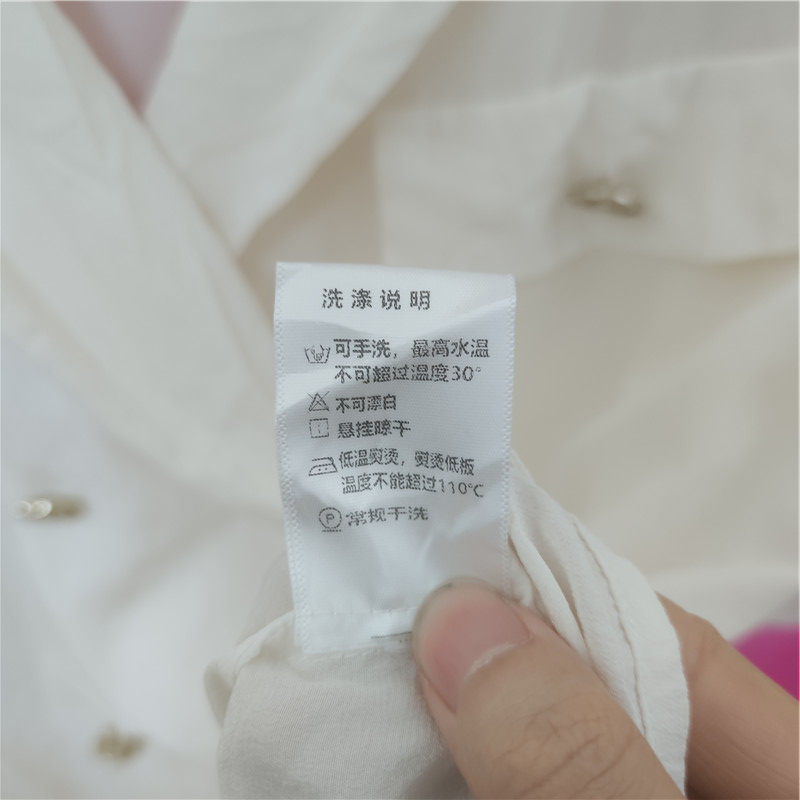 洗涤说明
可手洗，最高水温
不可超过温度30°
不可漂白
悬挂晾干
低温熨烫，熨烫低板
温度不能超过110℃
P 常规干洗